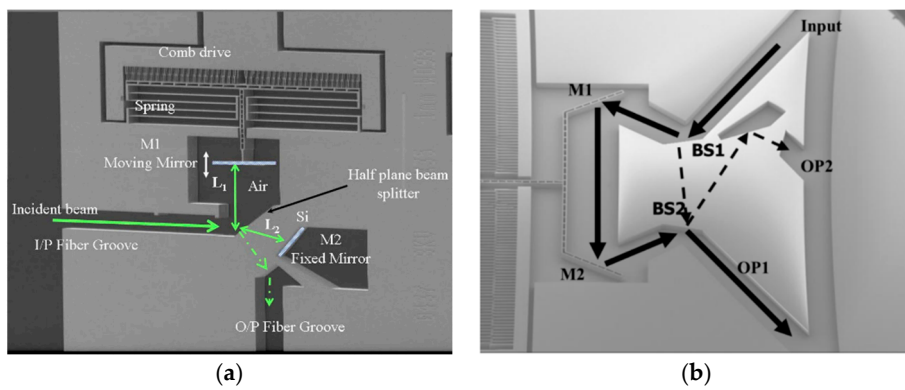 Comb drive
Spring
M1
Moving Mirror
L₁
Air
Half plane beam
splitter
Incident beam
I/P Fiber Groove
L₂
Si
M2
Fixed Mirror
O/P Fiber Groove
(a)
Input
M1
BS1
OP2
BS2
M2
OP1
(b)